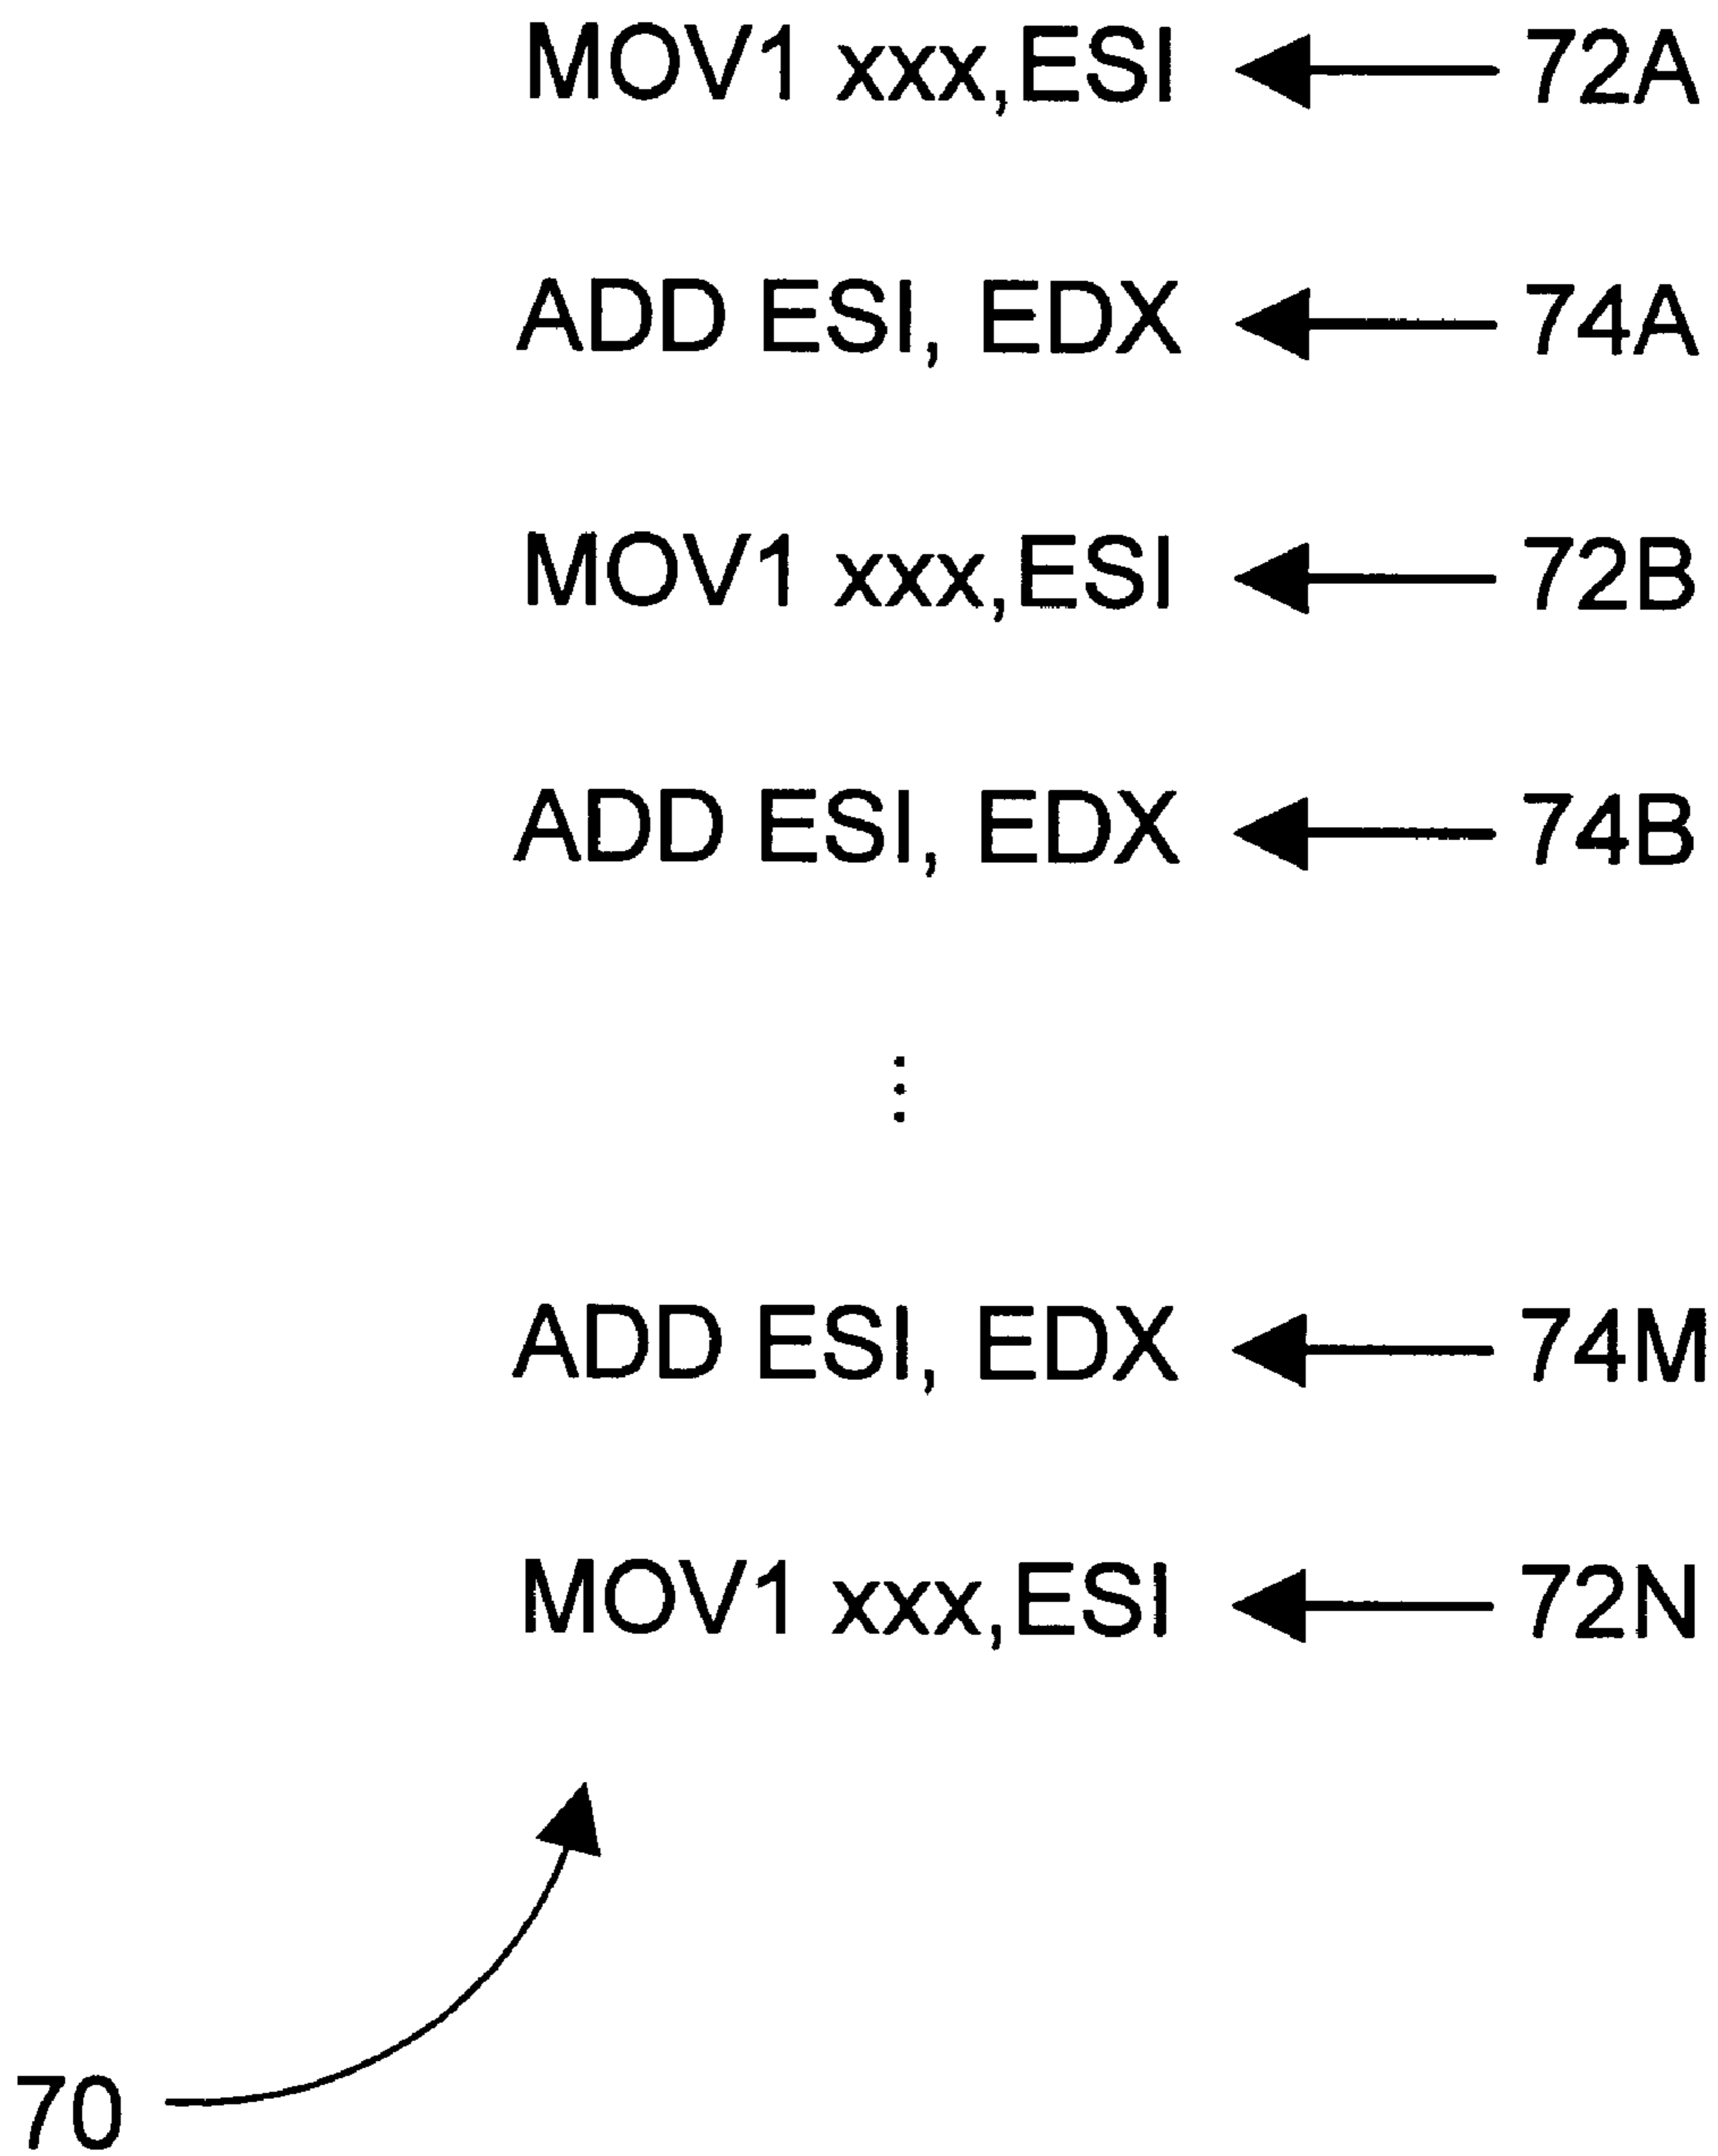 MOV1 xxx,ESI 72A
ADD ESI, EDX 74A
MOV1 xxx,ESI 72B
ADD ESI, EDX 74B
⋮
ADD ESI, EDX 74M
MOV1 xxx,ESI 72N
70